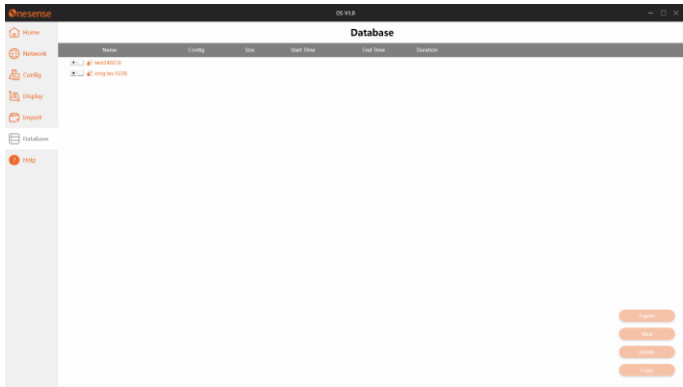 Onesense
OS V1.0
Home
Network
Config
Display
Import
Database
Help
Database
Name Config Size Start Time End Time Duration
test240218
Export
View
Delete
Copy